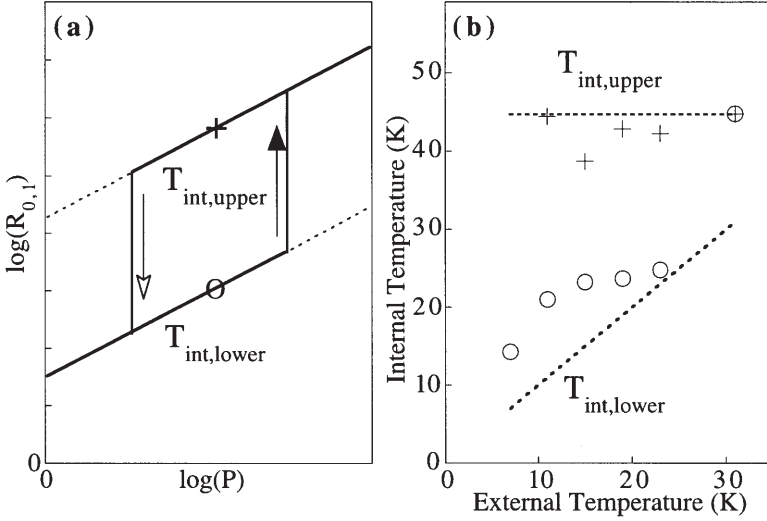 (a)
log(R0,1)
Tint,upper
Tint,lower
0
log(P)
(b)
Internal Temperature (K)
50
40
30
20
10
0
Tint,upper
Tint,lower
0
10
20
30
External Temperature (K)